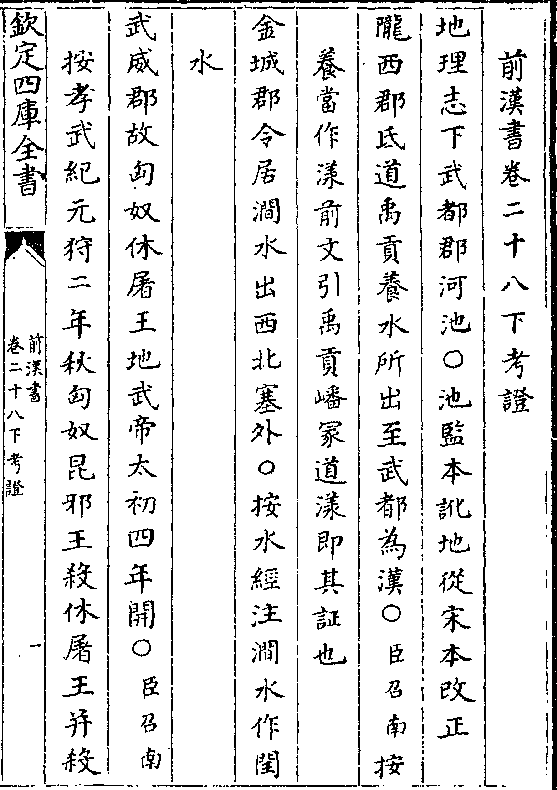 前漢書卷二十八下考證
地理志下武都郡河池○池監本訛地從宋本改正
隴西郡氐道禹貢養水所出至武都為漢○臣召南按
養當作漾前文引禹貢嶓冢道漾即其証也
金城郡令居澗水出西北塞外○按水經注澗水作閏
水
武威郡故匈奴休屠王地武帝太初四年開○臣召南
按孝武紀元狩二年秋匈奴昆邪王殺休屠王并殺
欽定四庫全書
前漢書
卷二十八下考證
一